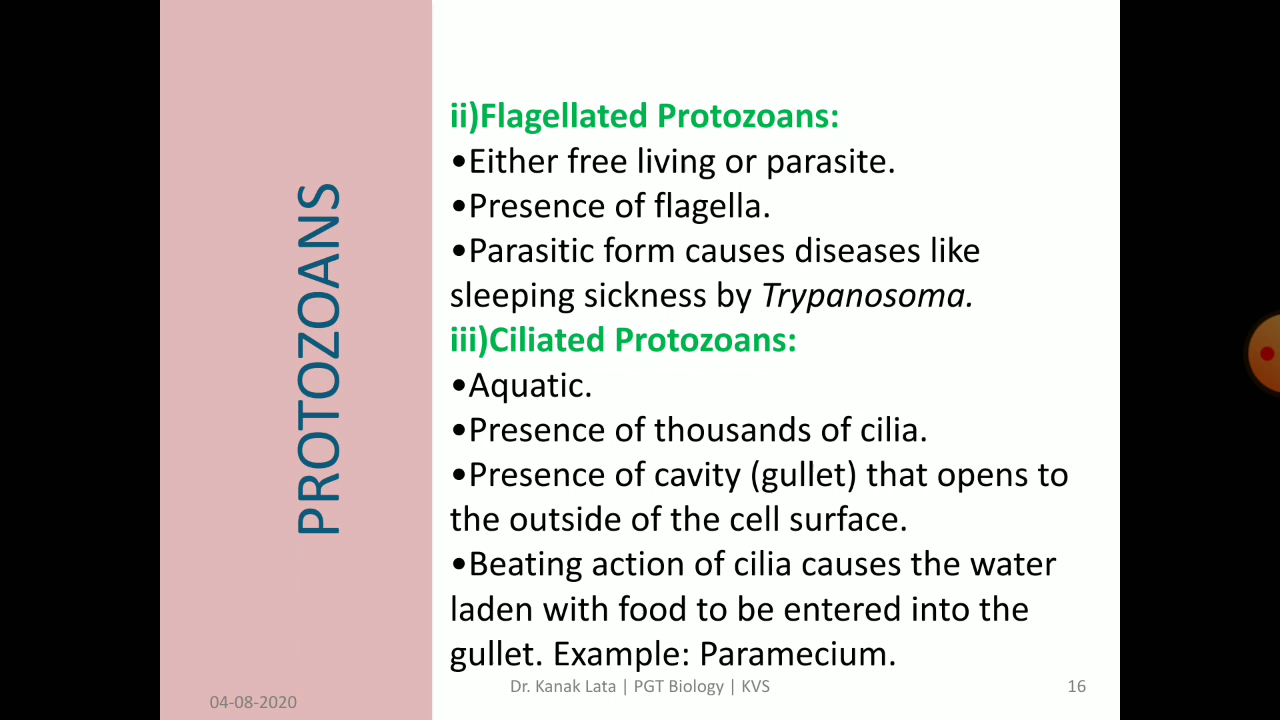 PROTOZOANS
ii)Flagellated Protozoans:
•Either free living or parasite.
•Presence of flagella.
•Parasitic form causes diseases like
sleeping sickness by Trypanosoma.
iii)Ciliated Protozoans:
•Aquatic.
•Presence of thousands of cilia.
•Presence of cavity (gullet) that opens to
the outside of the cell surface.
•Beating action of cilia causes the water
laden with food to be entered into the
gullet. Example: Paramecium.
04-08-2020
Dr. Kanak Lata | PGT Biology | KVS
16